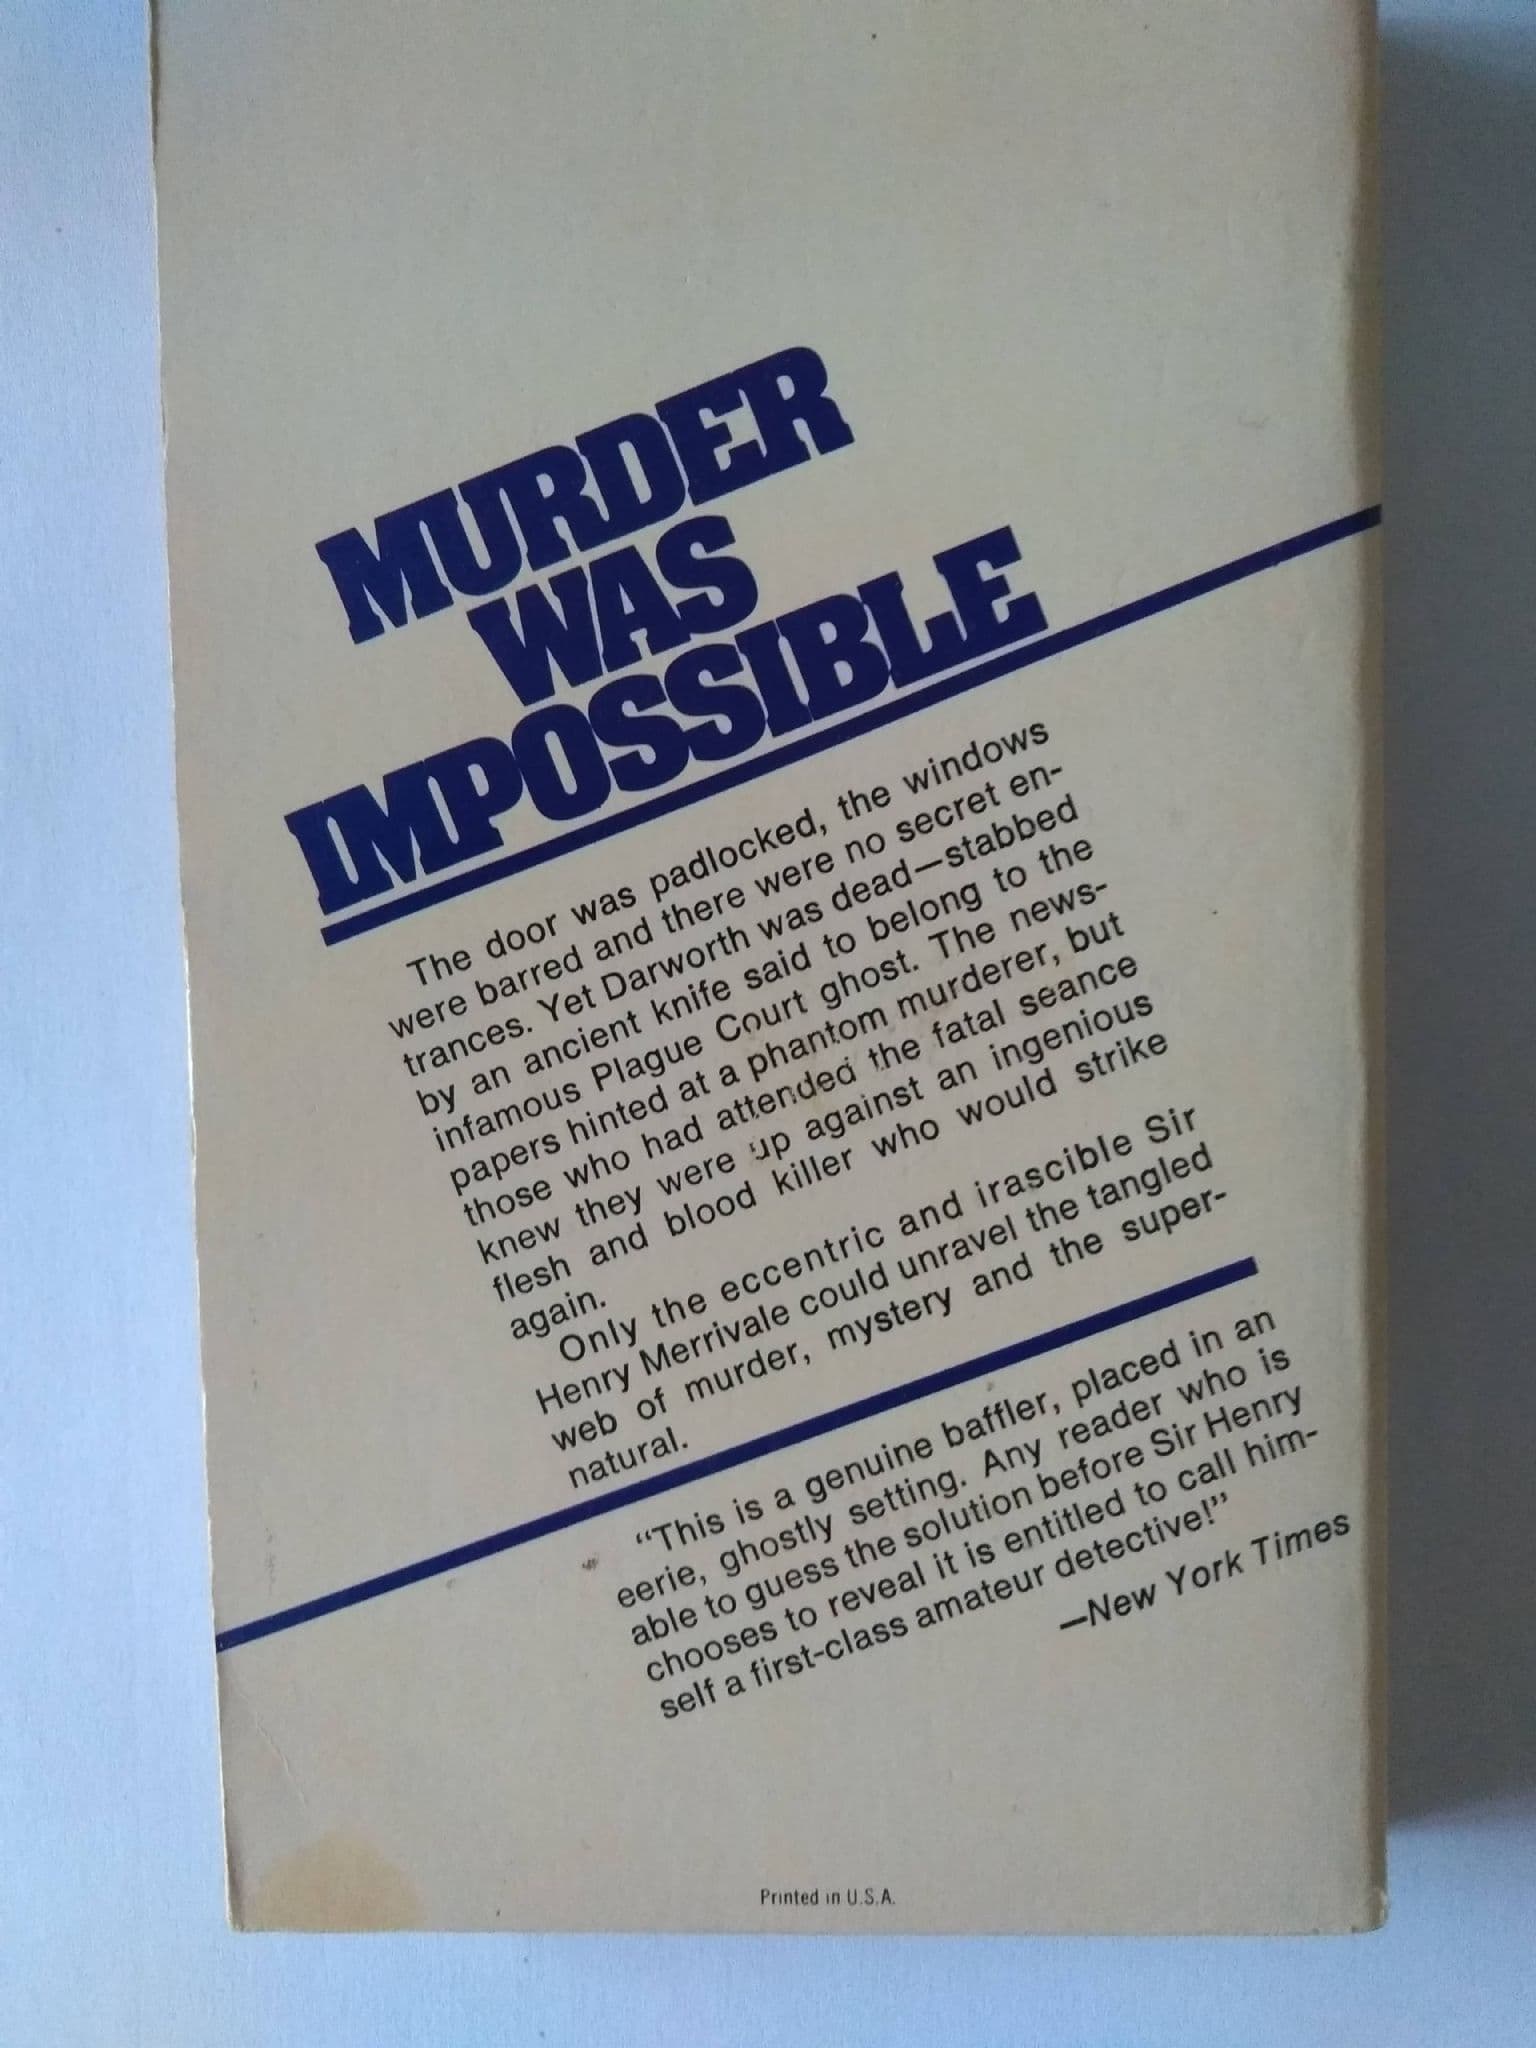 MURDER
WAS
IMPOSSIBLE
The door was padlocked, the windows
were barred and there were no secret en-
trances. Yet Darworth was dead—stabbed
by an ancient knife said to belong to the
infamous Plague Court ghost. The news-
papers hinted at a phantom murderer, but
those who had attended the fatal seance
knew they were up against an ingenious
flesh and blood killer who would strike
again.
Only the eccentric and irascible Sir
Henry Merrivale could unravel the tangled
web of murder, mystery and the super-
natural.
“This is a genuine baffler, placed in an
eerie, ghostly setting. Any reader who is
able to guess the solution before Sir Henry
chooses to reveal it is entitled to call him-
self a first-class amateur detective!”
—New York Times
Printed in U.S.A.